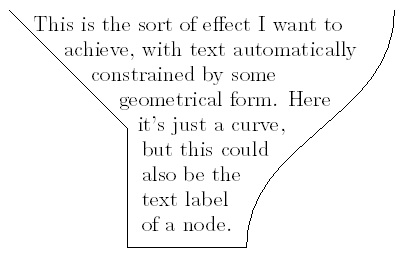 This is the sort of effect I want to
achieve, with text automatically
constrained by some
geometrical form. Here
it's just a curve,
but this could
also be the
text label
of a node.